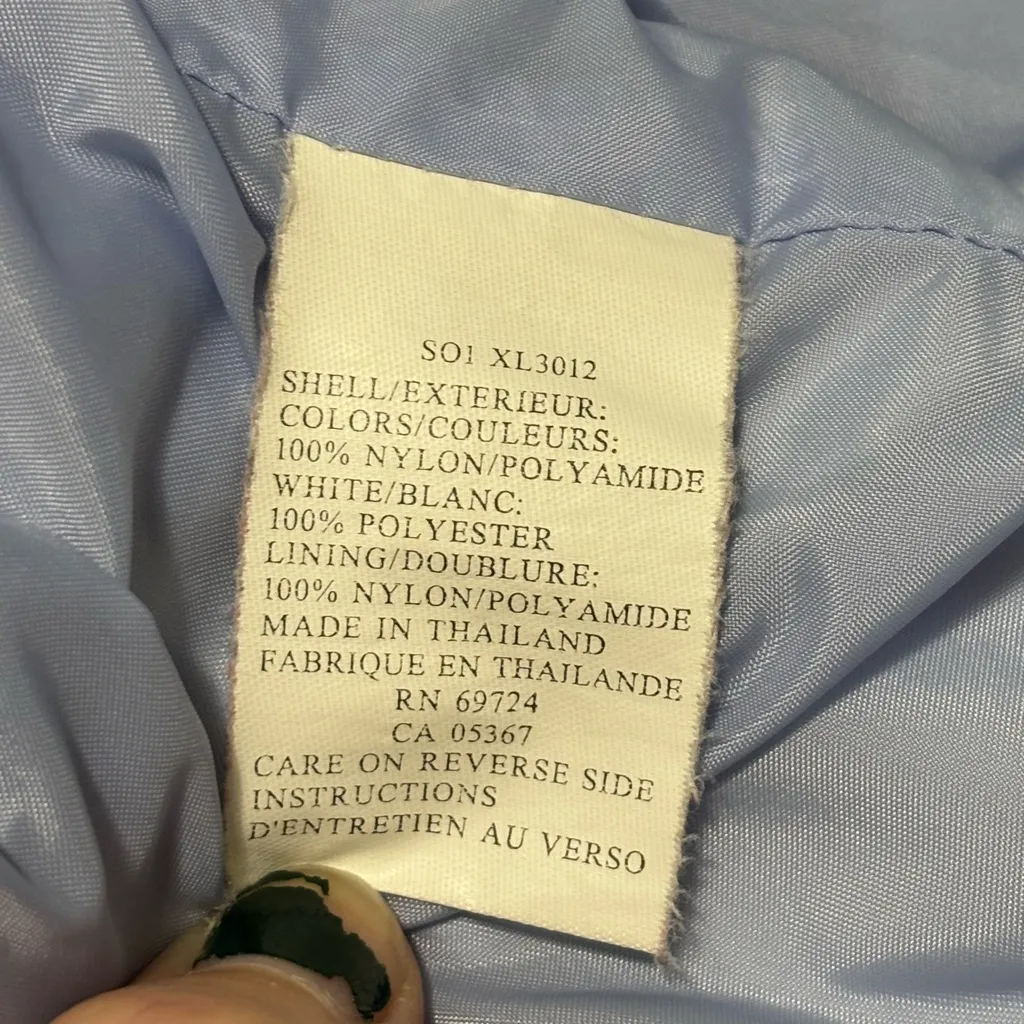 SO1 XL3012
SHELL/EXTERIEUR:
COLORS/COULEURS:
100% NYLON/POLYAMIDE
WHITE/BLANC:
100% POLYESTER
LINING/DOUBLURE:
100% NYLON/POLYAMIDE
MADE IN THAILAND
FABRIQUE EN THAILANDE
RN 69724
CA 05367
CARE ON REVERSE SIDE
INSTRUCTIONS
D'ENTRETIEN AU VERSO